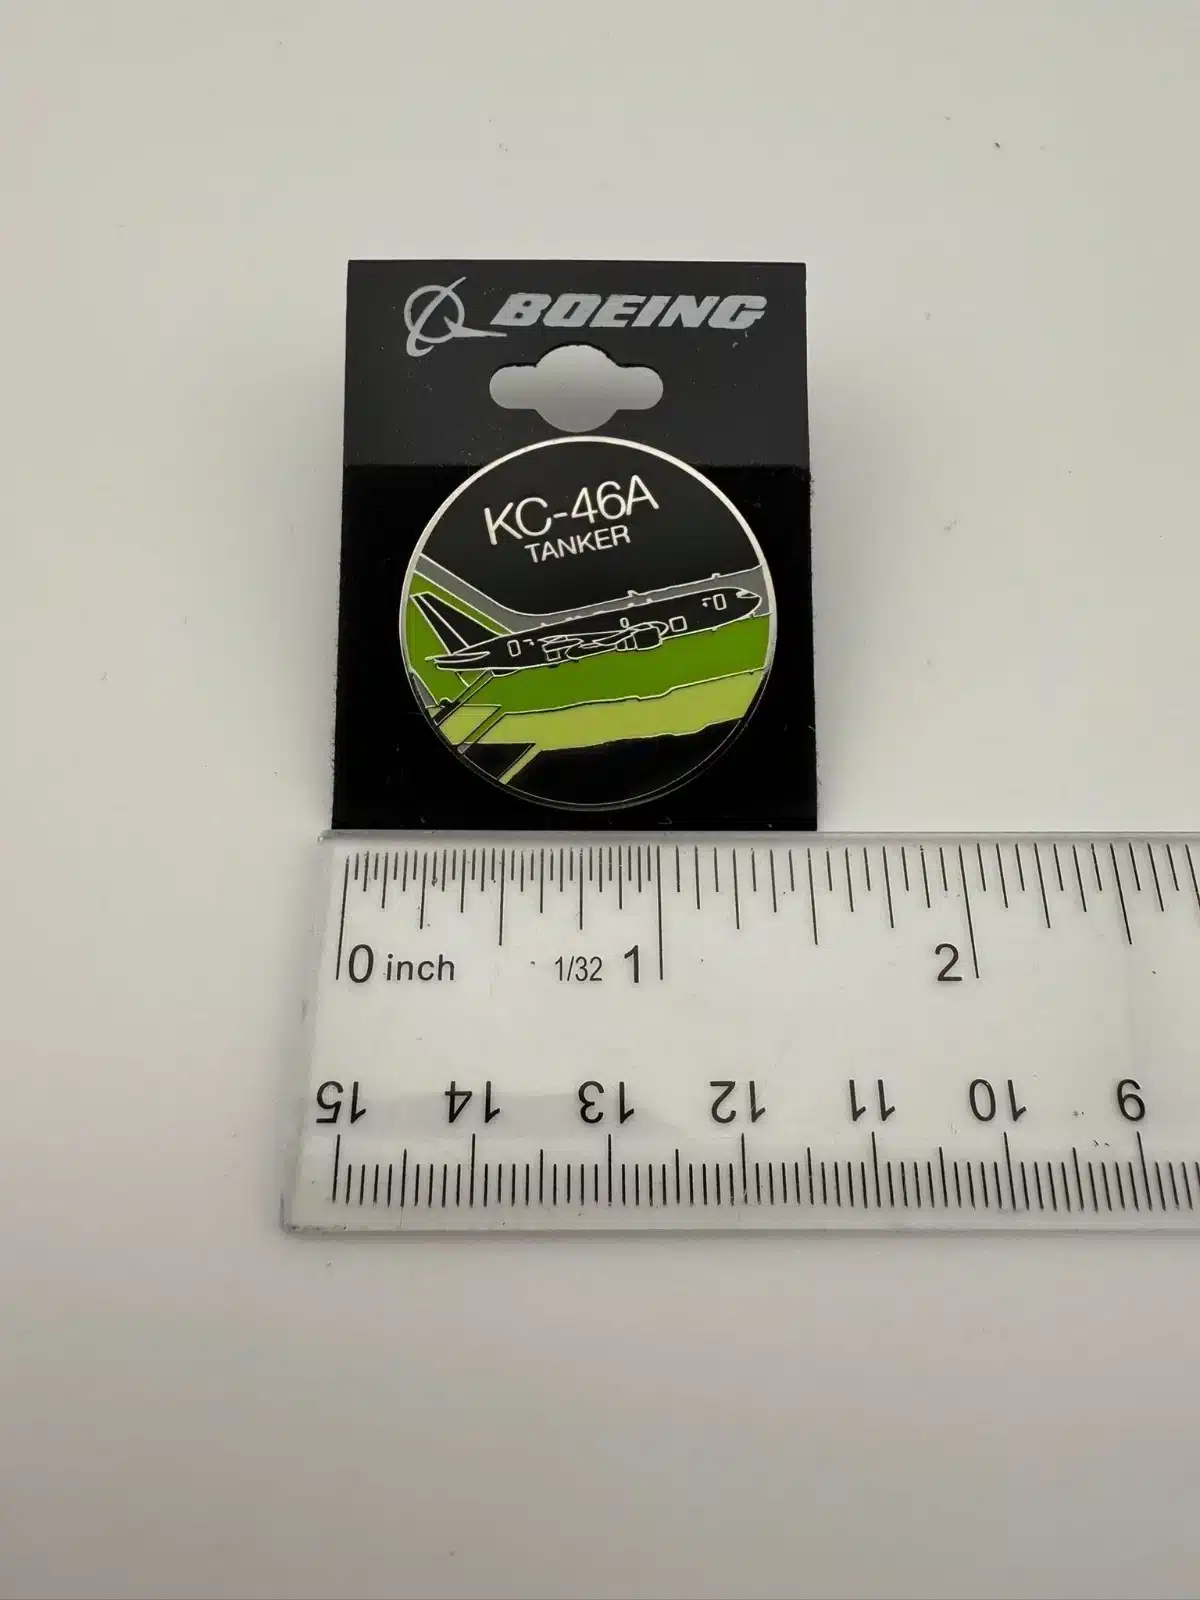 BOEING
KC-46A
TANKER
0 inch 1/32 1 2
15 14 13 12 11 10 9